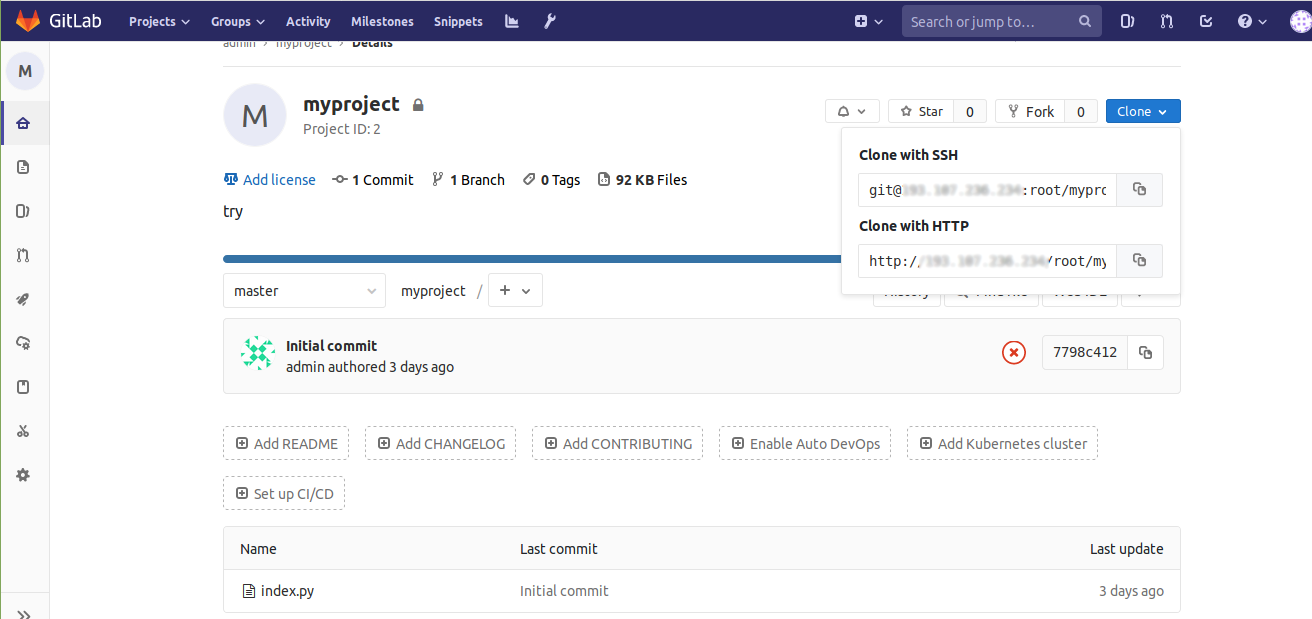 GitLab Projects Groups Activity Milestones Snippets Search or jump to...
admin > myproject > Details
M
M
myproject
Project ID: 2
Star 0 Fork 0 Clone
Add license 1 Commit 1 Branch 0 Tags 92 KB Files
try
Clone with SSH
git@ :root/mypro
Clone with HTTP
http:/ /root/my
master myproject / +
History
Initial commit
admin authored 3 days ago
7798c412
Add README Add CHANGELOG Add CONTRIBUTING Enable Auto DevOps Add Kubernetes cluster
Set up CI/CD
Name Last commit Last update
index.py Initial commit 3 days ago